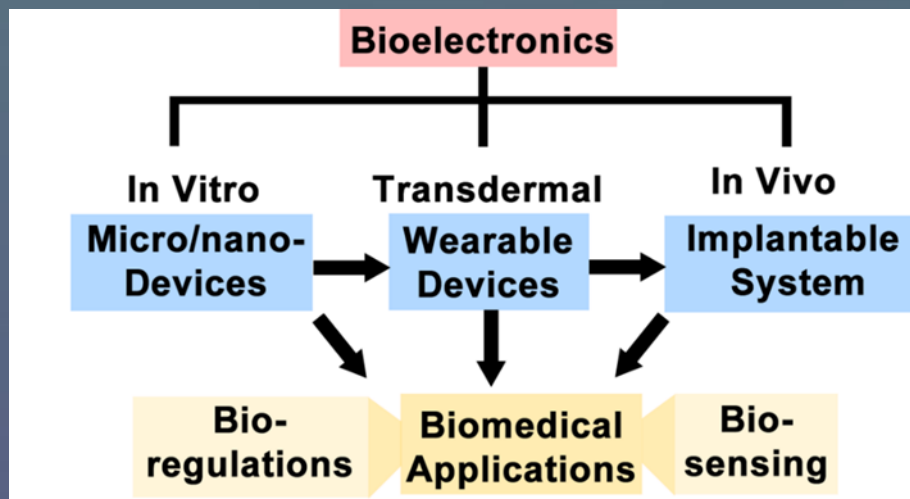 Bioelectronics
In Vitro
Micro/nano-
Devices
Transdermal
Wearable
Devices
In Vivo
Implantable
System
Bio-
regulations
Biomedical
Applications
Bio-
sensing